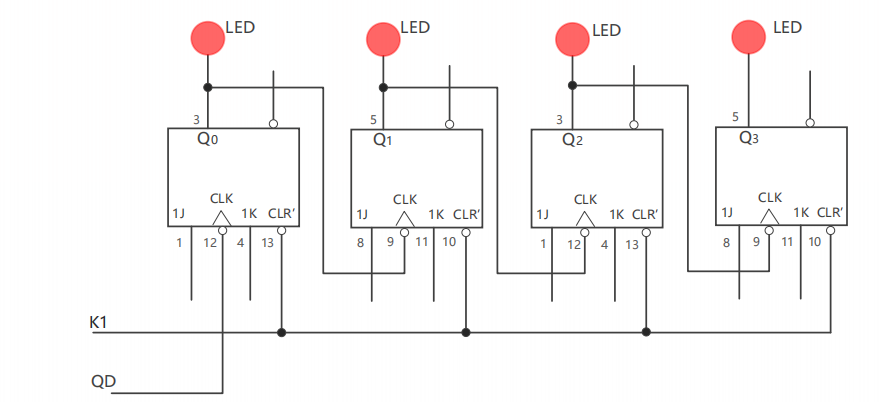 LED LED LED LED
3 5 3 5
Q0 Q1 Q2 Q3
1J CLK 1K CLR' 1J CLK 1K CLR' 1J CLK 1K CLR' 1J CLK 1K CLR'
1 12 4 13 8 9 11 10 1 12 4 13 8 9 11 10
K1
QD